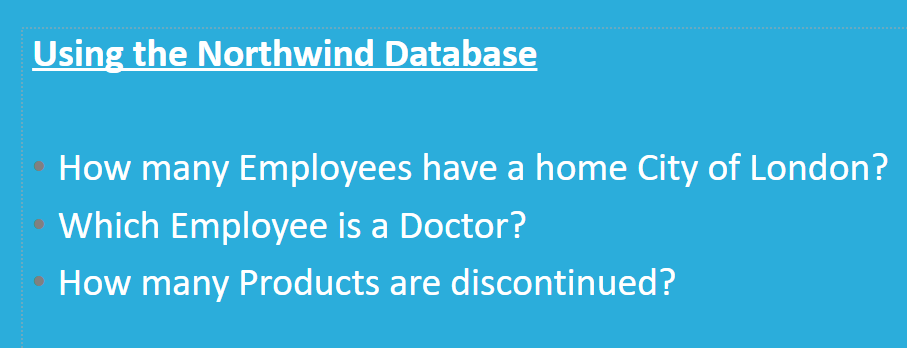 Using the Northwind Database
• How many Employees have a home City of London?
• Which Employee is a Doctor?
• How many Products are discontinued?